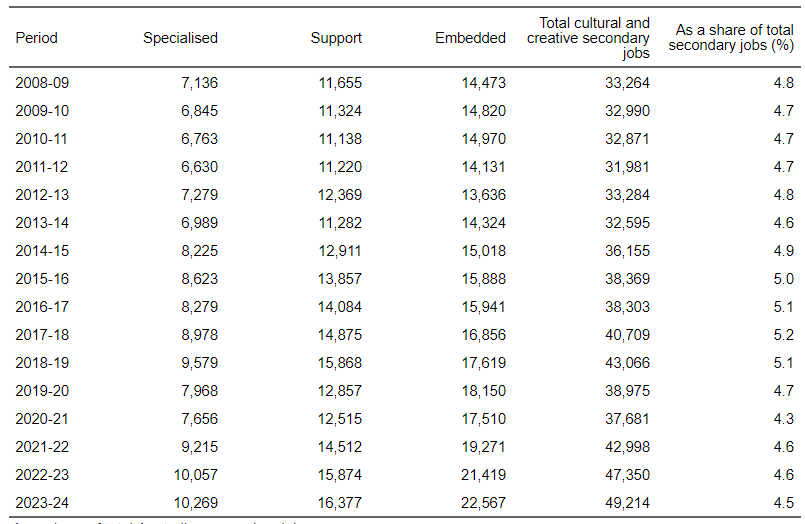 Period Specialised Support Embedded Total cultural and creative secondary jobs As a share of total secondary jobs (%)
2008-09 7,136 11,655 14,473 33,264 4.8
2009-10 6,845 11,324 14,820 32,990 4.7
2010-11 6,763 11,138 14,970 32,871 4.7
2011-12 6,630 11,220 14,131 31,981 4.7
2012-13 7,279 12,369 13,636 33,284 4.8
2013-14 6,989 11,282 14,324 32,595 4.6
2014-15 8,225 12,911 15,018 36,155 4.9
2015-16 8,623 13,857 15,888 38,369 5.0
2016-17 8,279 14,084 15,941 38,303 5.1
2017-18 8,978 14,875 16,856 40,709 5.2
2018-19 9,579 15,868 17,619 43,066 5.1
2019-20 7,968 12,857 18,150 38,975 4.7
2020-21 7,656 12,515 17,510 37,681 4.3
2021-22 9,215 14,512 19,271 42,998 4.6
2022-23 10,057 15,874 21,419 47,350 4.6
2023-24 10,269 16,377 22,567 49,214 4.5